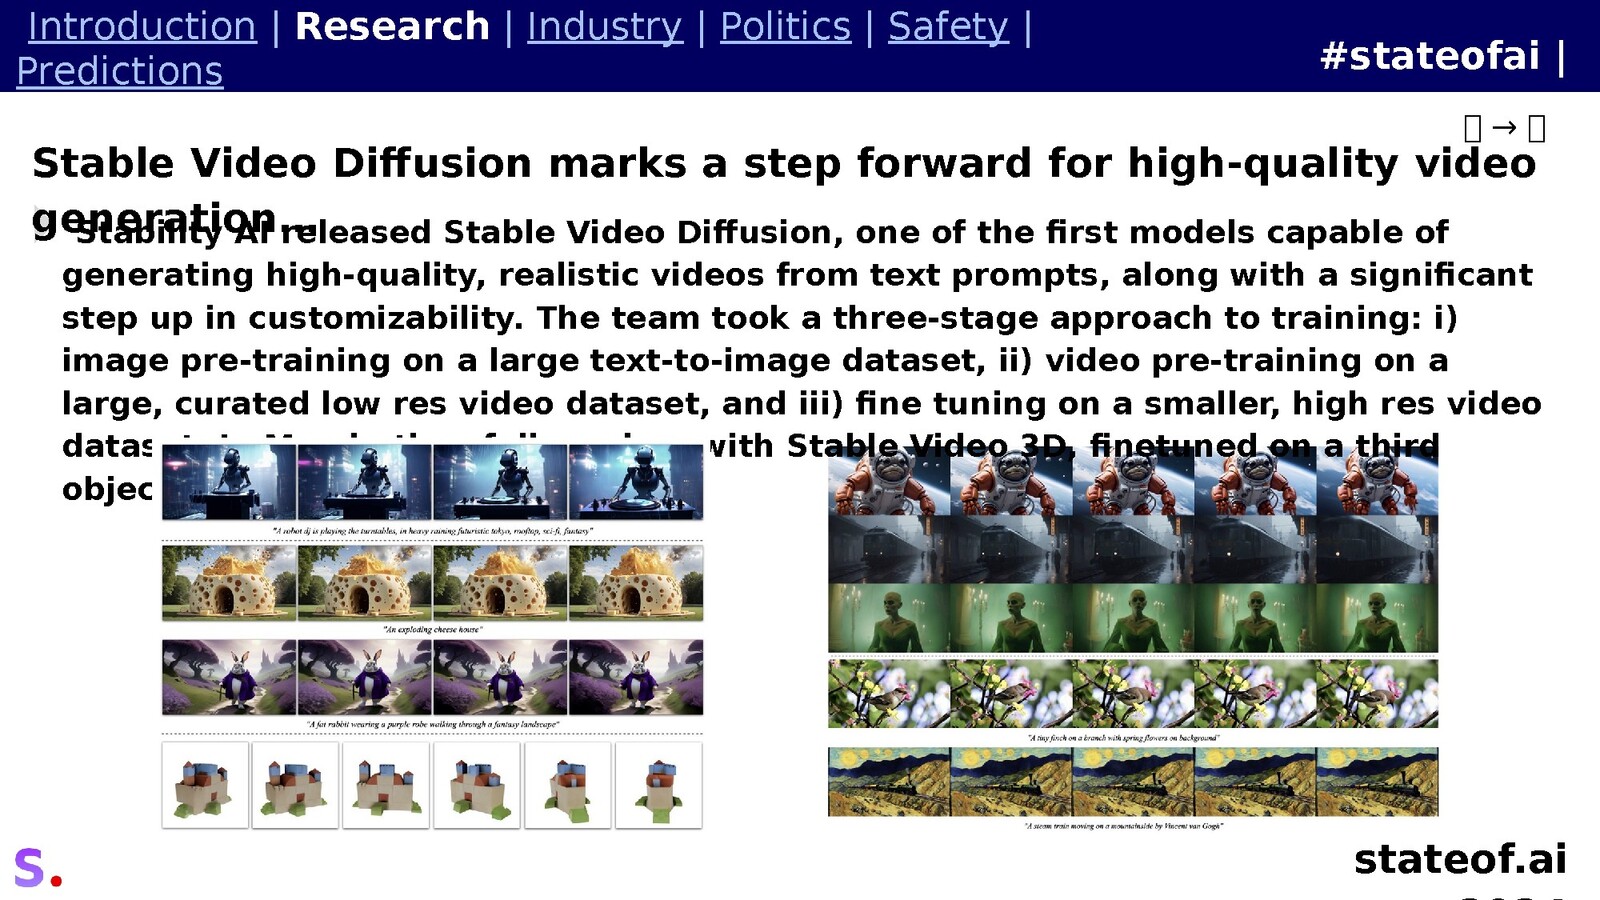 Introduction | Research | Industry | Politics | Safety |
Predictions
#stateofai |
→
Stable Video Diffusion marks a step forward for high-quality video
generation…
Stability AI released Stable Video Diffusion, one of the first models capable of
generating high-quality, realistic videos from text prompts, along with a significant
step up in customizability. The team took a three-stage approach to training: i)
image pre-training on a large text-to-image dataset, ii) video pre-training on a
large, curated low res video dataset, and iii) fine tuning on a smaller, high res video
with Stable Video 3D, finetuned on a third
"A robot dj is playing the turntables, in heavy raining futuristic tokyo, rooftop, sci-fi, fantasy"
"An exploding cheese house"
"A fat rabbit wearing a purple robe walking through a fantasy landscape"
"A tiny finch on a branch with spring flowers on background"
"A steam train moving on a mountainside by Vincent van Gogh"
S.
stateof.ai